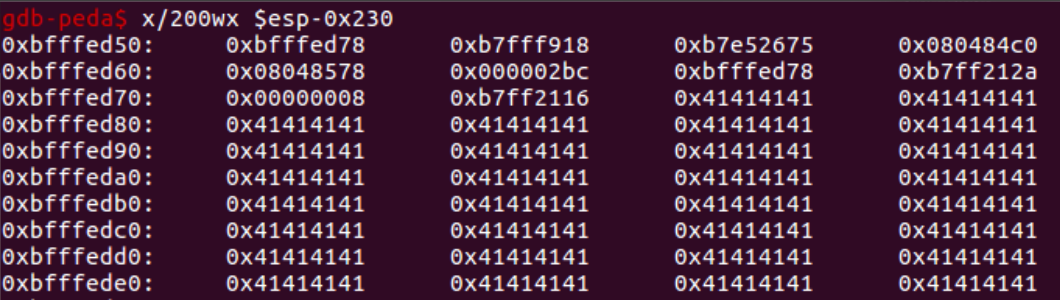 gdb-peda$ x/200wx $esp-0x230
0xbfffed50: 0xbfffed78 0xb7fff918 0xb7e52675 0x080484c0
0xbfffed60: 0x08048578 0x000002bc 0xbfffed78 0xb7ff212a
0xbfffed70: 0x00000008 0xb7ff2116 0x41414141 0x41414141
0xbfffed80: 0x41414141 0x41414141 0x41414141 0x41414141
0xbfffed90: 0x41414141 0x41414141 0x41414141 0x41414141
0xbfffeda0: 0x41414141 0x41414141 0x41414141 0x41414141
0xbfffedb0: 0x41414141 0x41414141 0x41414141 0x41414141
0xbfffedc0: 0x41414141 0x41414141 0x41414141 0x41414141
0xbfffedd0: 0x41414141 0x41414141 0x41414141 0x41414141
0xbfffede0: 0x41414141 0x41414141 0x41414141 0x41414141